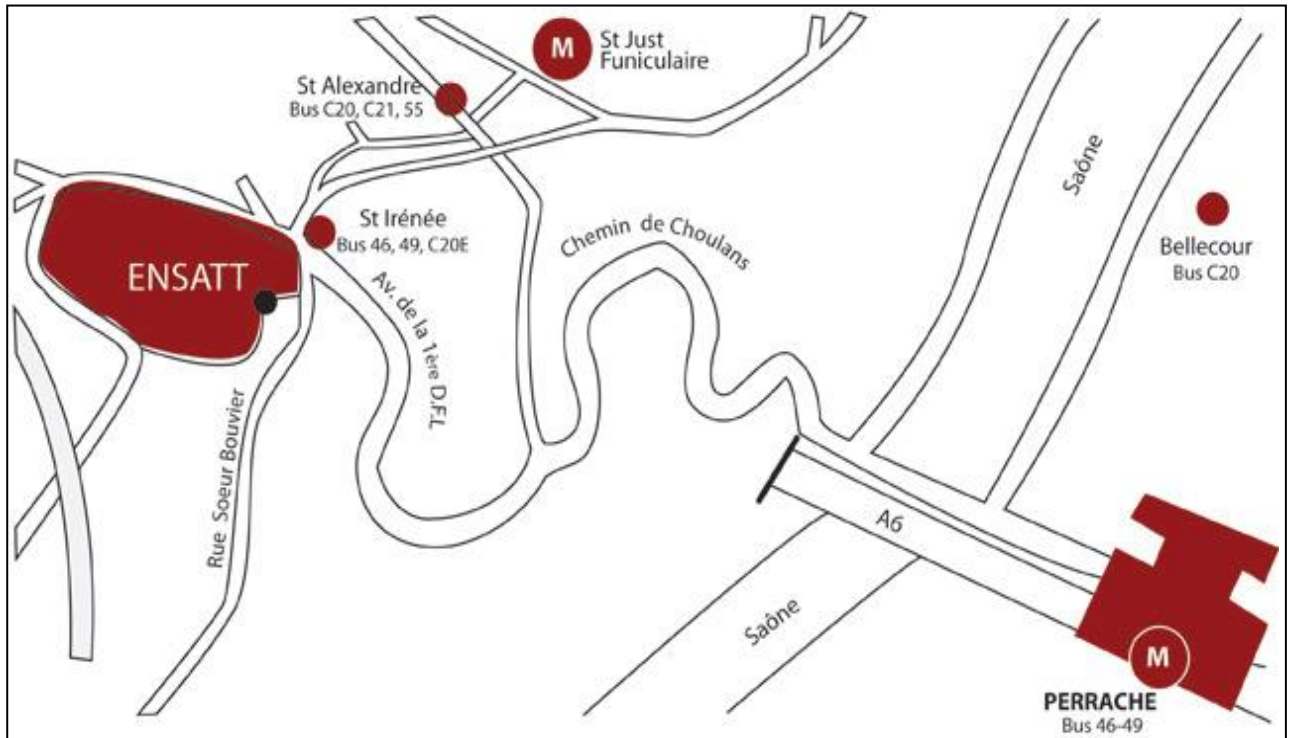 M
St Just
Funiculaire
St Alexandre
Bus C20, C21, 55
Saône
St Irénée
Bus 46, 49, C20E
Chemin de Choulans
Bellecour
Bus C20
ENSATT
Av. de la 1ère D.F.L
Rue Soeur Bouvier
A6
Saône
M
PERRACHE
Bus 46-49